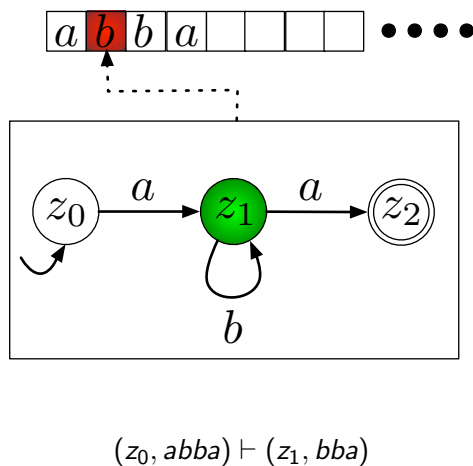 a b b a
a a
z₀ z₁ z₂
b
(z₀, abba) ⊢ (z₁, bba)